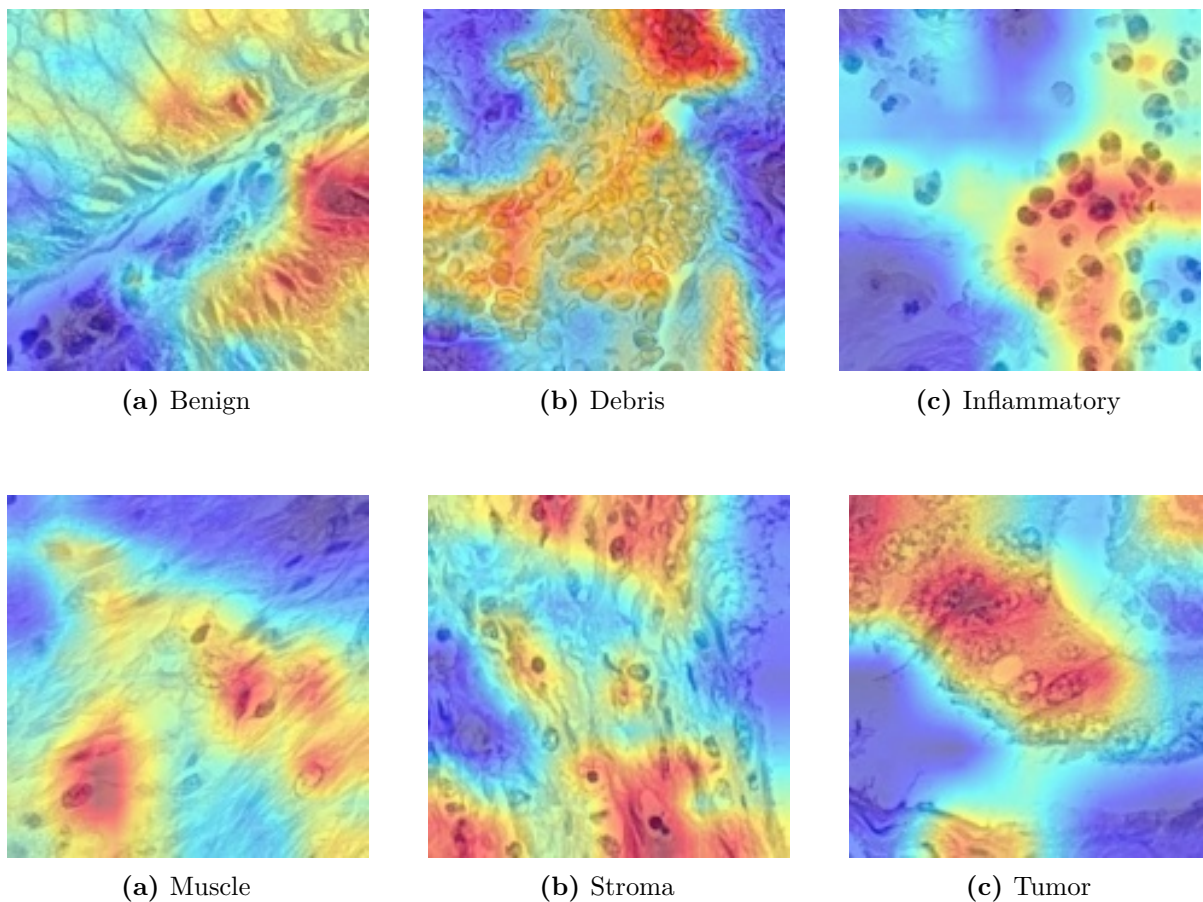 (a) Benign
(b) Debris
(c) Inflammatory
(a) Muscle
(b) Stroma
(c) Tumor